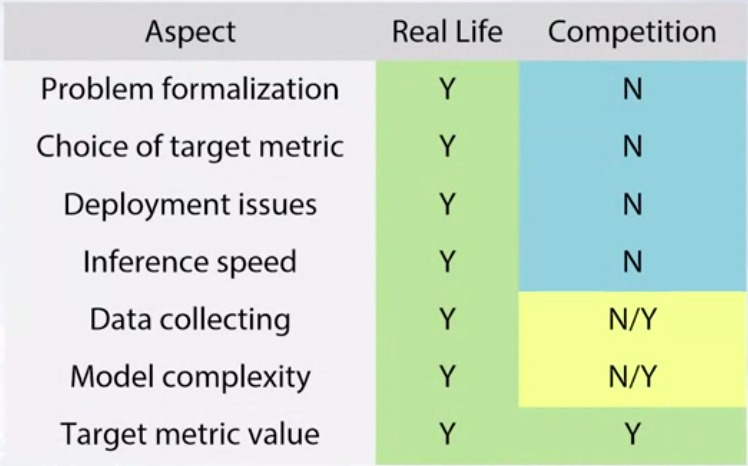 Aspect Real Life Competition
Problem formalization Y N
Choice of target metric Y N
Deployment issues Y N
Inference speed Y N
Data collecting Y N/Y
Model complexity Y N/Y
Target metric value Y Y